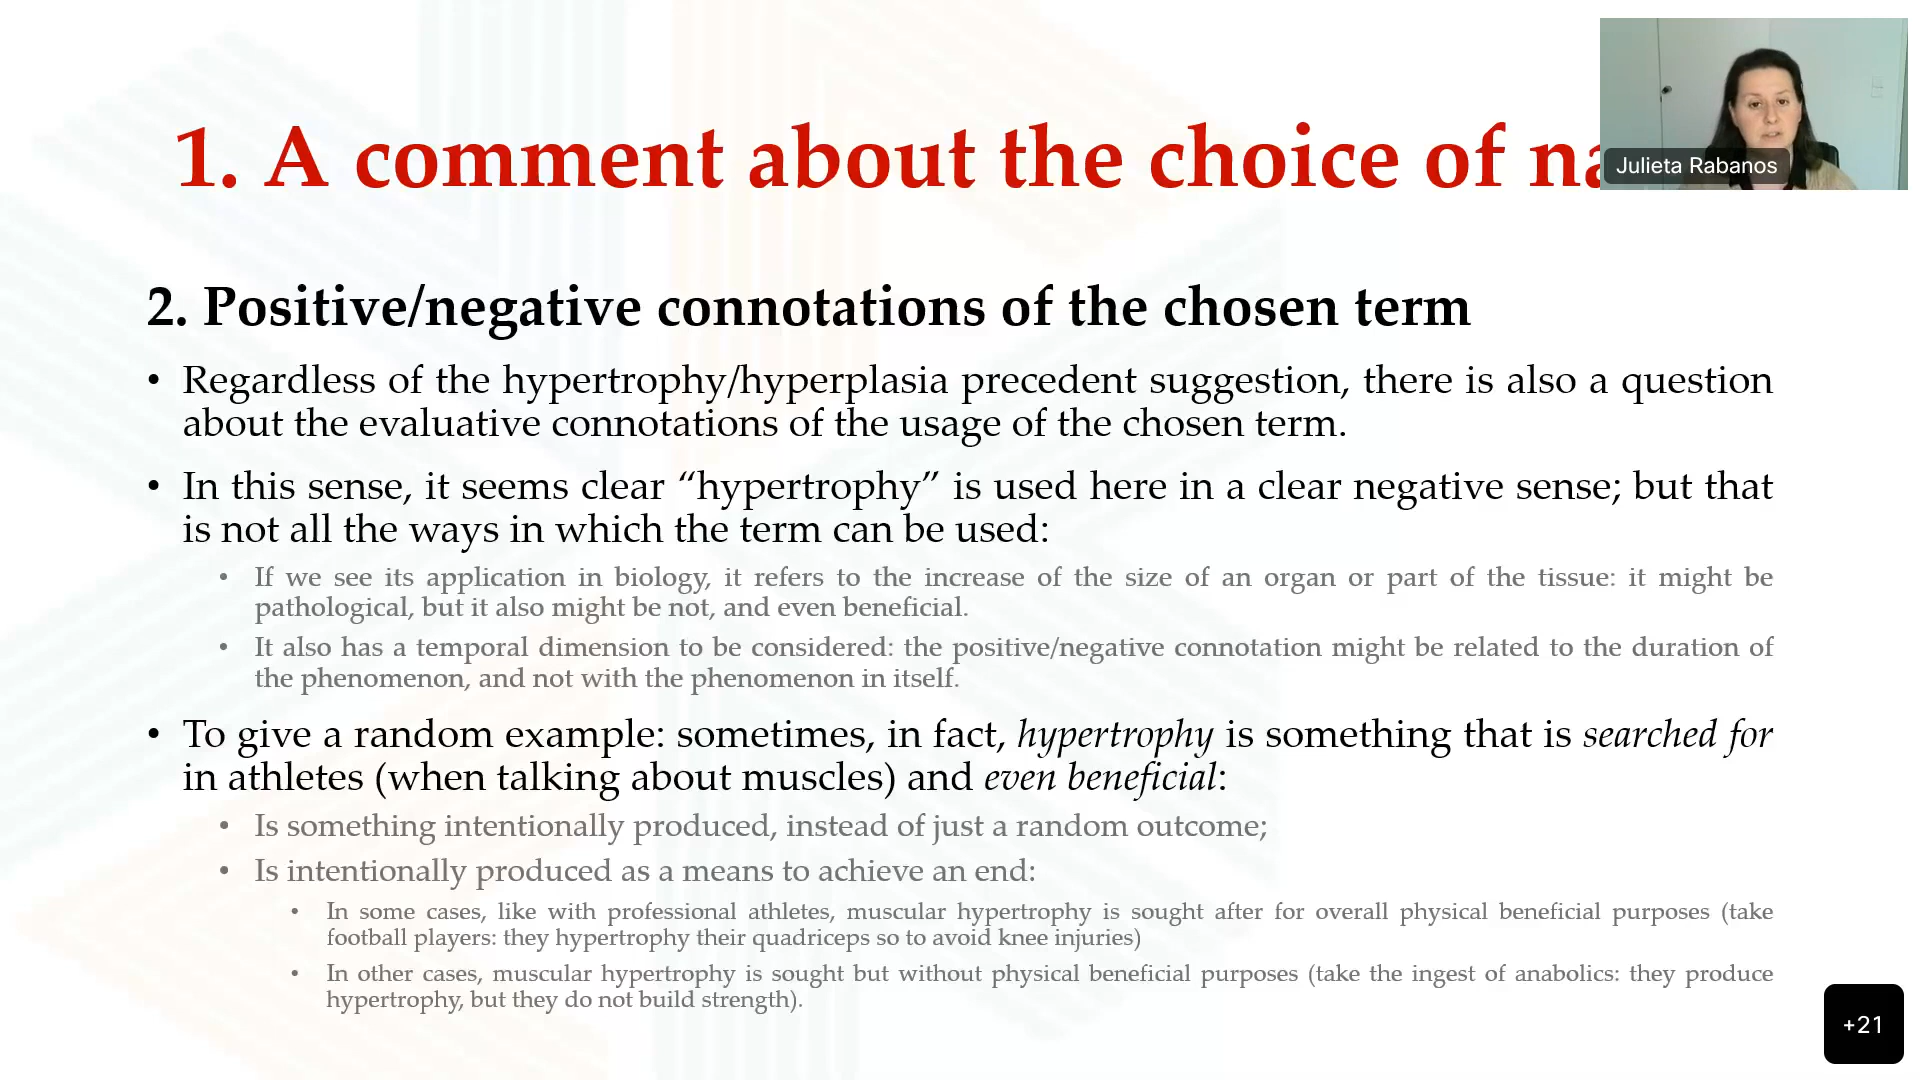 1. A comment about the choice of na
Julieta Rabanos
2. Positive/negative connotations of the chosen term
• Regardless of the hypertrophy/hyperplasia precedent suggestion, there is also a question
about the evaluative connotations of the usage of the chosen term.
• In this sense, it seems clear “hypertrophy” is used here in a clear negative sense; but that
is not all the ways in which the term can be used:
• If we see its application in biology, it refers to the increase of the size of an organ or part of the tissue: it might be
pathological, but it also might be not, and even beneficial.
• It also has a temporal dimension to be considered: the positive/negative connotation might be related to the duration of
the phenomenon, and not with the phenomenon in itself.
• To give a random example: sometimes, in fact, hypertrophy is something that is searched for
in athletes (when talking about muscles) and even beneficial:
• Is something intentionally produced, instead of just a random outcome;
• Is intentionally produced as a means to achieve an end:
• In some cases, like with professional athletes, muscular hypertrophy is sought after for overall physical beneficial purposes (take
football players: they hypertrophy their quadriceps so to avoid knee injuries)
• In other cases, muscular hypertrophy is sought but without physical beneficial purposes (take the ingest of anabolics: they produce
hypertrophy, but they do not build strength).
+21